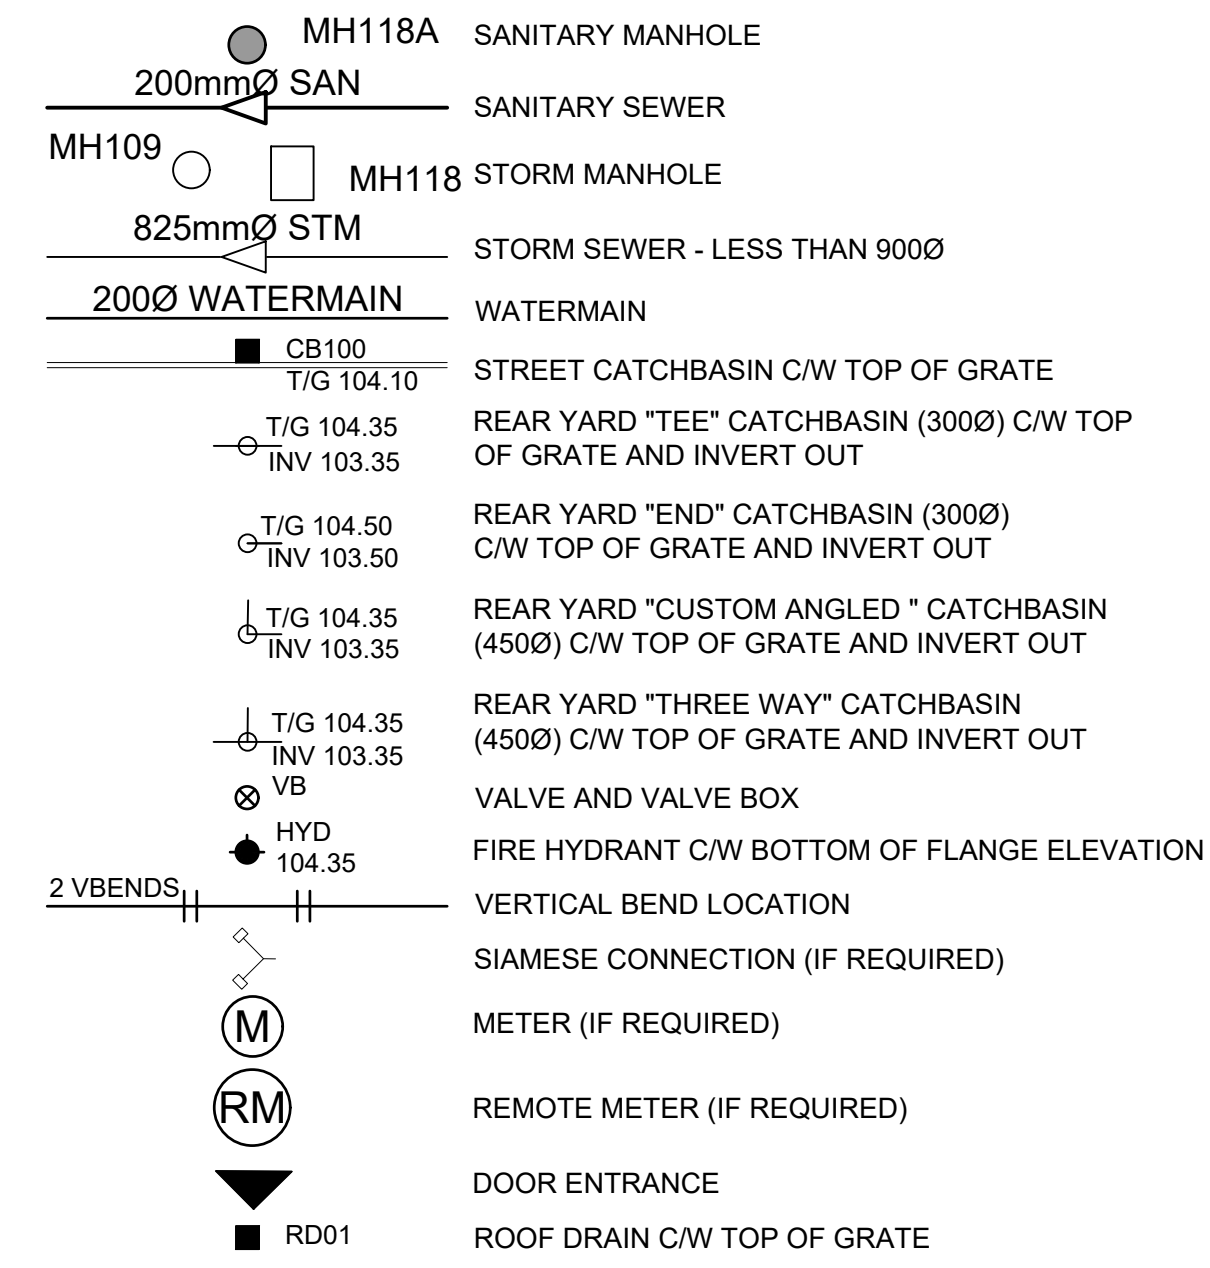 MH118A SANITARY MANHOLE
200mmØ SAN
SANITARY SEWER
MH109
MH118 STORM MANHOLE
825mmØ STM
STORM SEWER - LESS THAN 900Ø
200Ø WATERMAIN
WATERMAIN
CB100
T/G 104.10
STREET CATCHBASIN C/W TOP OF GRATE
T/G 104.35
INV 103.35
REAR YARD "TEE" CATCHBASIN (300Ø) C/W TOP
OF GRATE AND INVERT OUT
T/G 104.50
INV 103.50
REAR YARD "END" CATCHBASIN (300Ø)
C/W TOP OF GRATE AND INVERT OUT
T/G 104.35
INV 103.35
REAR YARD "CUSTOM ANGLED " CATCHBASIN
(450Ø) C/W TOP OF GRATE AND INVERT OUT
T/G 104.35
INV 103.35
REAR YARD "THREE WAY" CATCHBASIN
(450Ø) C/W TOP OF GRATE AND INVERT OUT
VB
VALVE AND VALVE BOX
HYD
104.35
FIRE HYDRANT C/W BOTTOM OF FLANGE ELEVATION
2 VBENDS
VERTICAL BEND LOCATION
SIAMESE CONNECTION (IF REQUIRED)
M
METER (IF REQUIRED)
RM
REMOTE METER (IF REQUIRED)
DOOR ENTRANCE
RD01
ROOF DRAIN C/W TOP OF GRATE